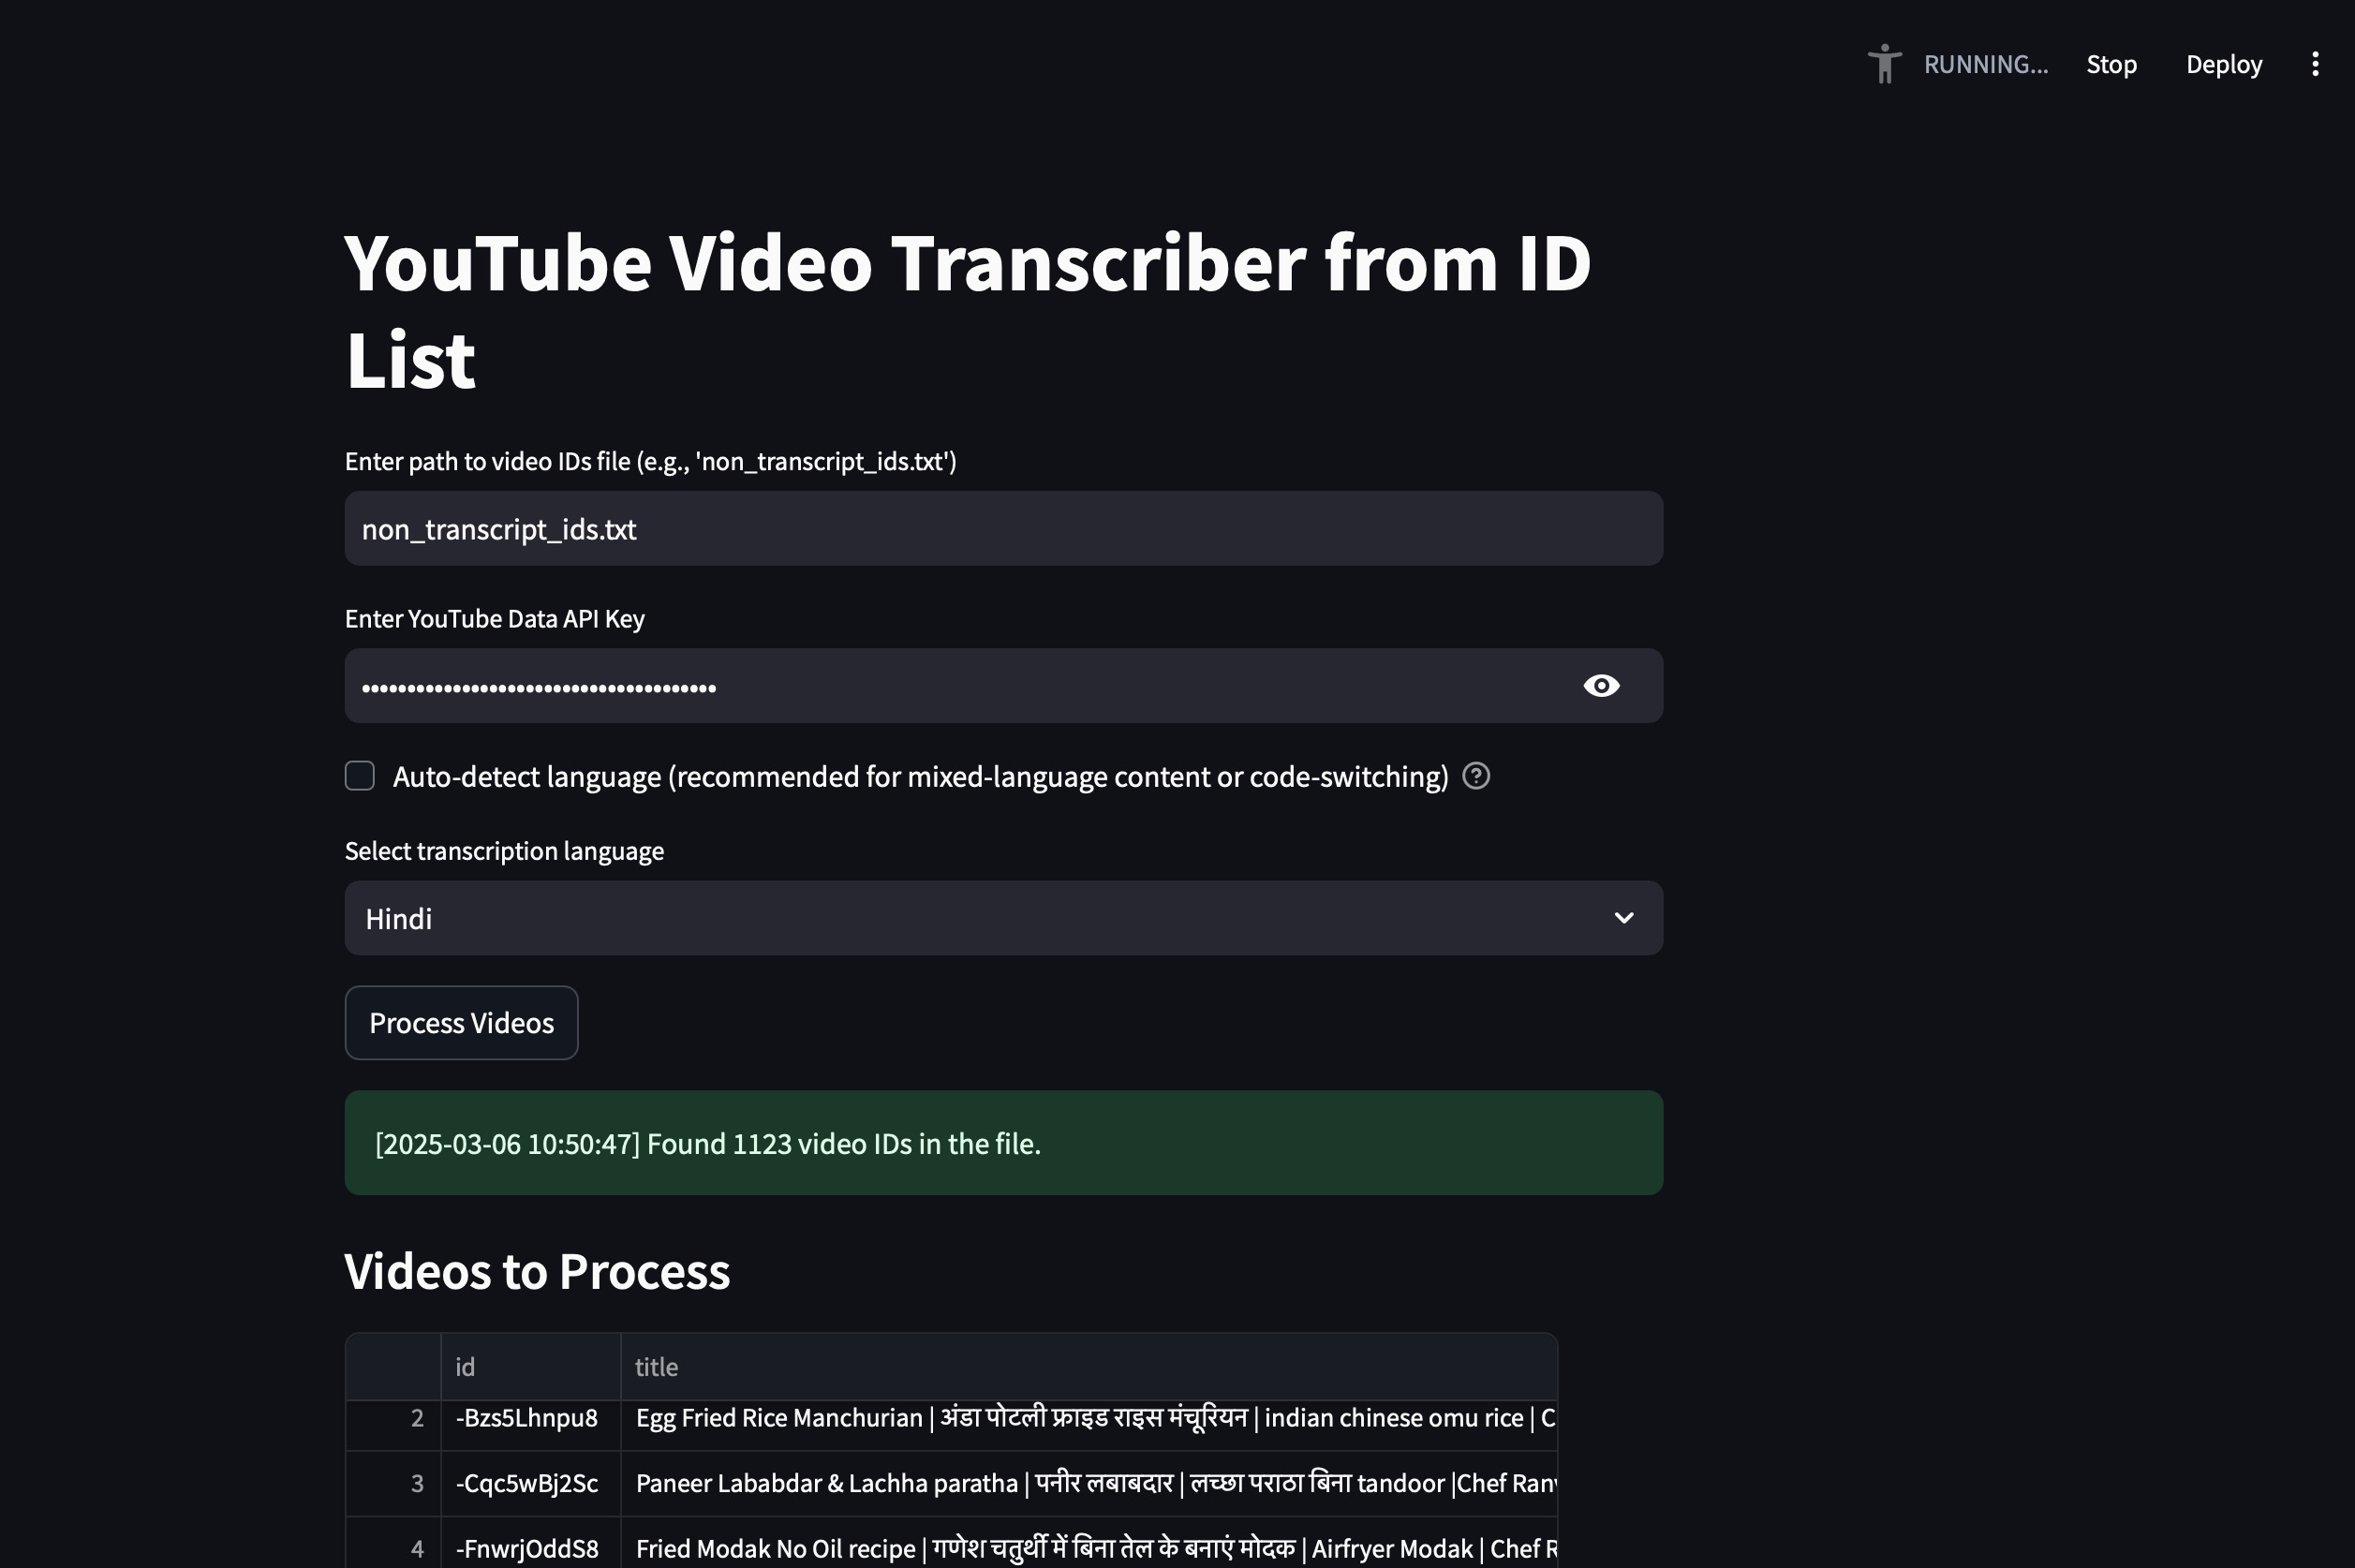 RUNNING...
Stop
Deploy
YouTube Video Transcriber from ID
List
Enter path to video IDs file (e.g., 'non_transcript_ids.txt')
non_transcript_ids.txt
Enter YouTube Data API Key
Auto-detect language (recommended for mixed-language content or code-switching)
Select transcription language
Hindi
Process Videos
[2025-03-06 10:50:47] Found 1123 video IDs in the file.
Videos to Process
id title
2 -Bzs5Lhnpu8 Egg Fried Rice Manchurian | अंडा पोटली फ्राइड राइस मंचूरियन | indian chinese omu rice | C
3 -Cqc5wBj2Sc Paneer Lababdar & Lachha paratha | पनीर लबाबदार | लच्छा पराठा बिना tandoor |Chef Ranv
4 -FnwrjOddS8 Fried Modak No Oil recipe | गणेश चतुर्थी में बिना तेल के बनाएं मोदक | Airfryer Modak | Chef R